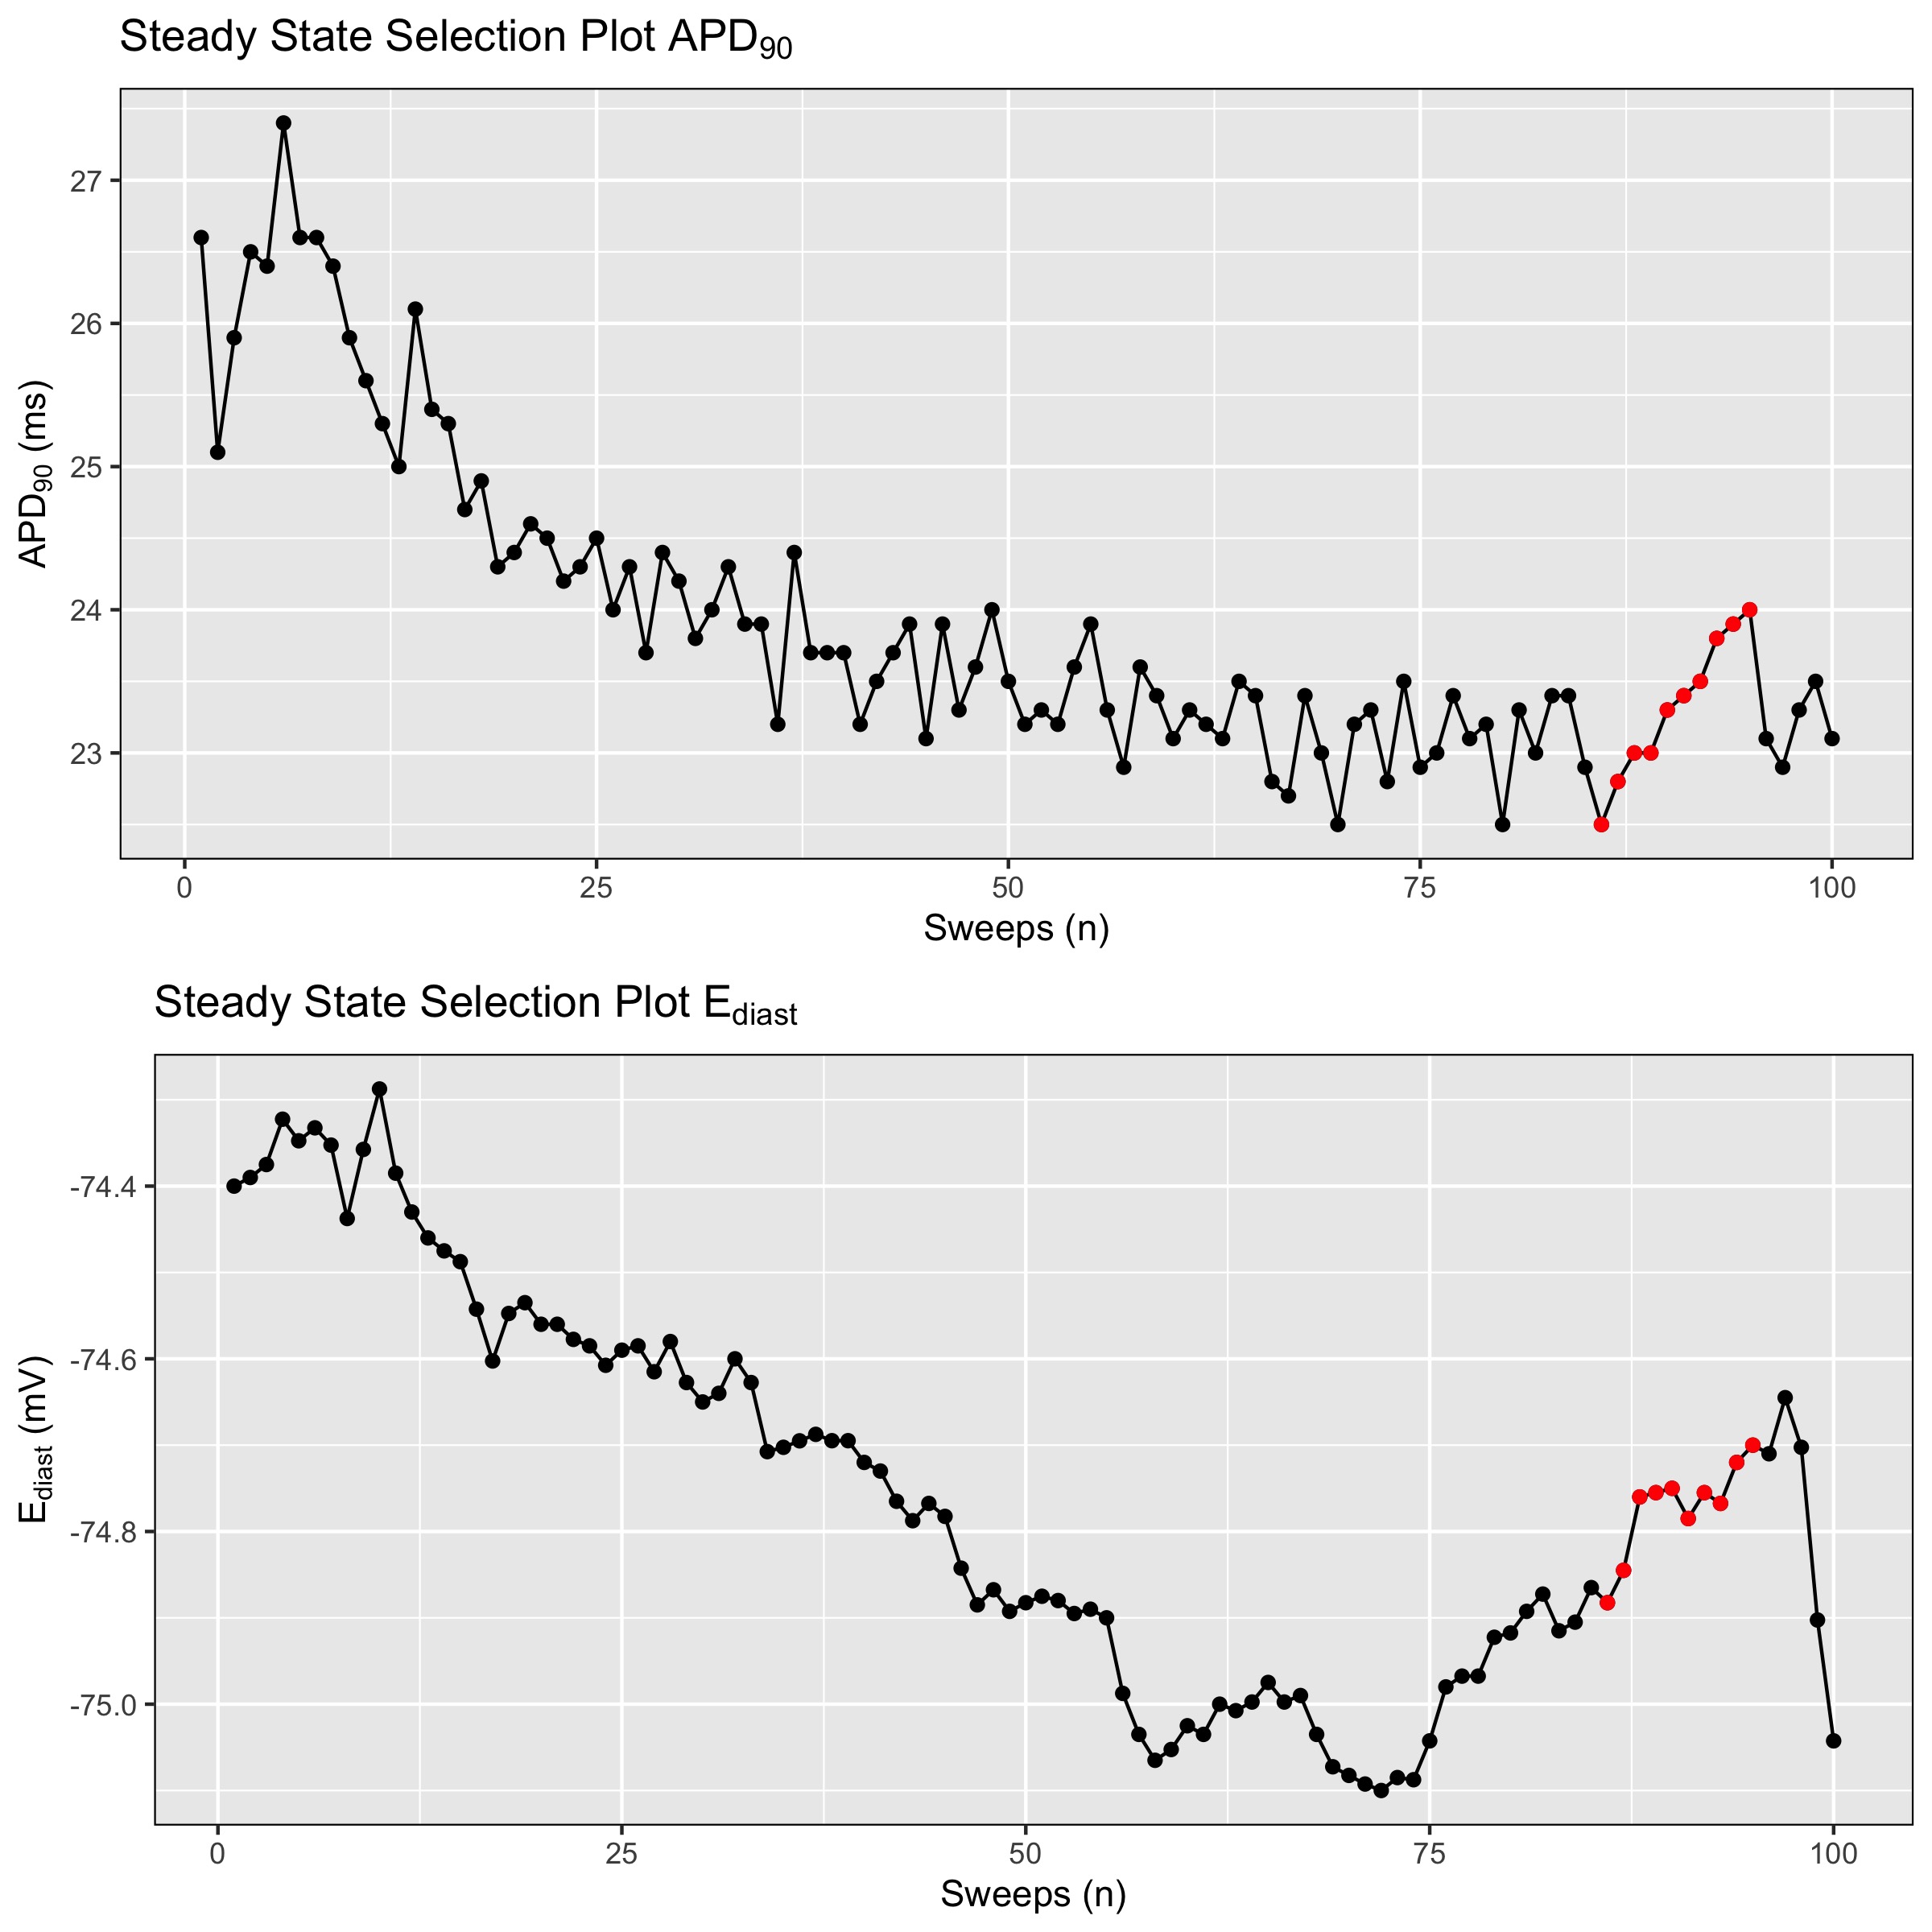 Steady State Selection Plot APD90
27
26
25
24
23
APD90 (ms)
0 25 50 75 100
Sweeps (n)
Steady State Selection Plot Ediast
-74.4
-74.6
-74.8
-75.0
Ediast (mV)
0 25 50 75 100
Sweeps (n)